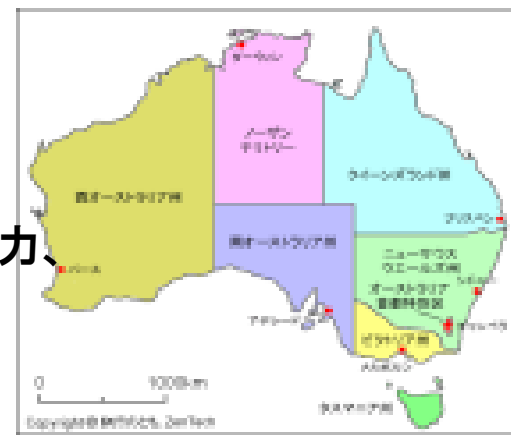 ダーウィン
ノーザン
テリトリー
クイーンズランド州
西オーストラリア州
ブリスベン
南オーストラリア州
カ、
ニューサウス
ウエールズ州
パース
シドニー
オーストラリア
首都特別区
アデレード
キャンベラ
ビクトリア州
メルボルン
0 1000km
タスマニア州
Copyright ZenTech